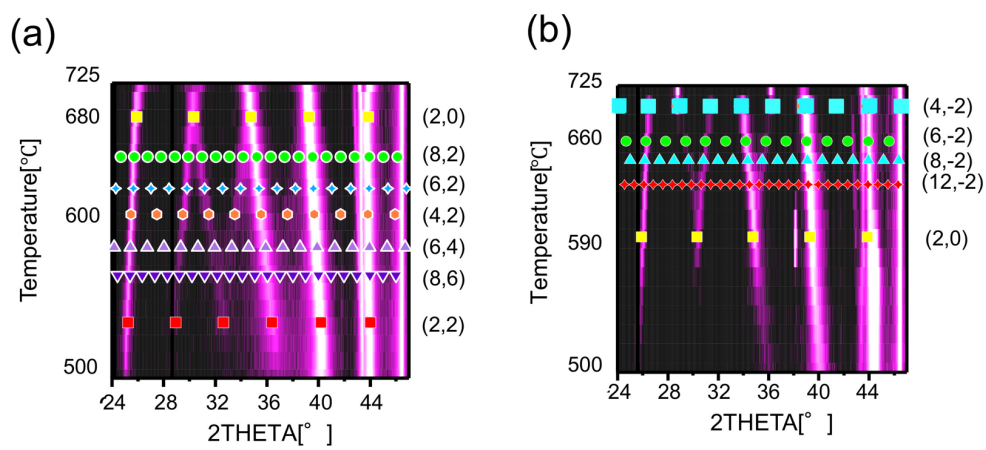 (a)
725
680
600
500
Temperature[℃]
24 28 32 36 40 44
2THETA[° ]
(2,0)
(8,2)
(6,2)
(4,2)
(6,4)
(8,6)
(2,2)
(b)
725
660
590
500
Temperature[℃]
24 28 32 36 40 44
2THETA[° ]
(4,-2)
(6,-2)
(8,-2)
(12,-2)
(2,0)